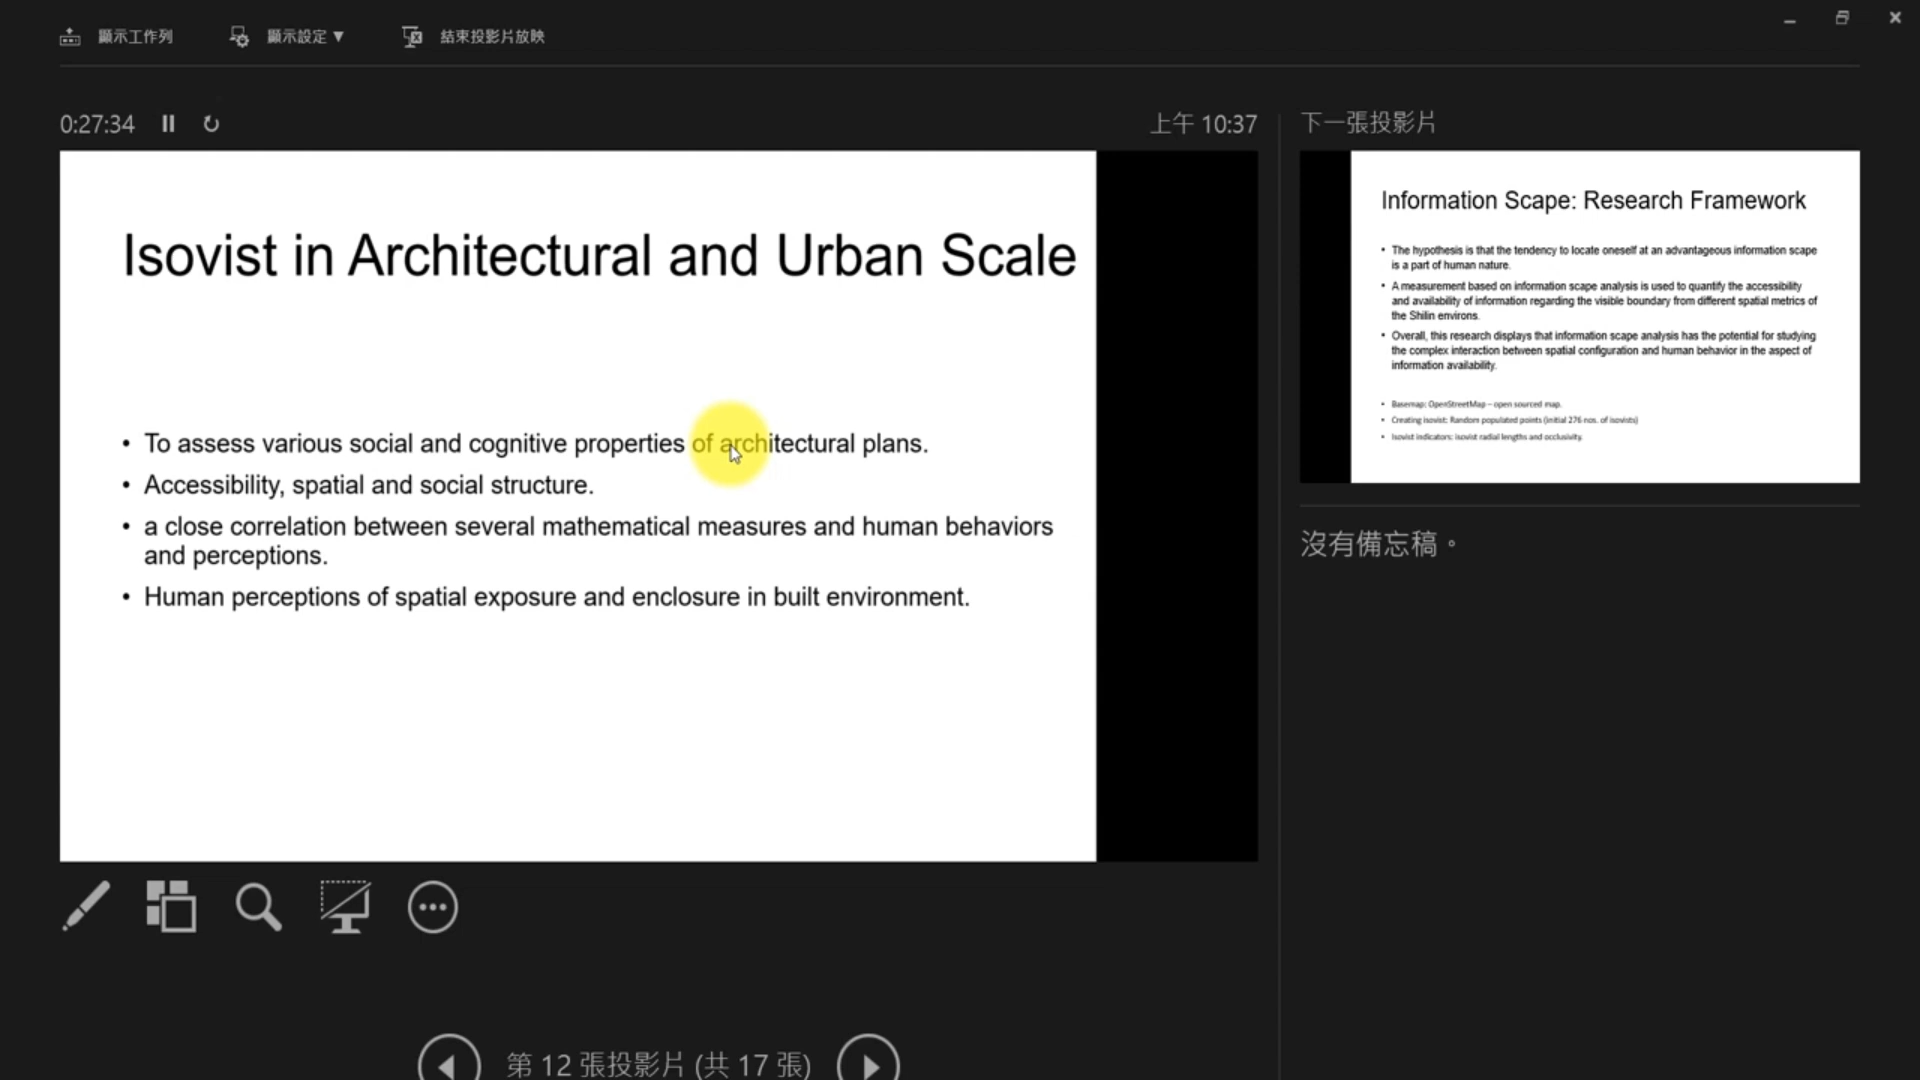 顯示工作列 顯示設定 ▼ 結束投影片放映
0:27:34 上午 10:37
Isovist in Architectural and Urban Scale
• To assess various social and cognitive properties of architectural plans.
• Accessibility, spatial and social structure.
• a close correlation between several mathematical measures and human behaviors
and perceptions.
• Human perceptions of spatial exposure and enclosure in built environment.
第 12 張投影片 (共 17 張)
下一張投影片
Information Scape: Research Framework
• The hypothesis is that the tendency to locate oneself at an advantageous information scape
is a part of human nature.
• A measurement based on information scape analysis is used to quantify the accessibility
and availability of information regarding the visible boundary from different spatial metrics of
the Shilin environs.
• Overall, this research displays that information scape analysis has the potential for studying
the complex interaction between spatial configuration and human behavior in the aspect of
information availability.
• Basemap: OpenStreetMap – open sourced map.
• Creating isovist: Random populated points (initial 276 nos. of isovists)
• Isovist indicators: isovist radial lengths and occlusivity.
沒有備忘稿。